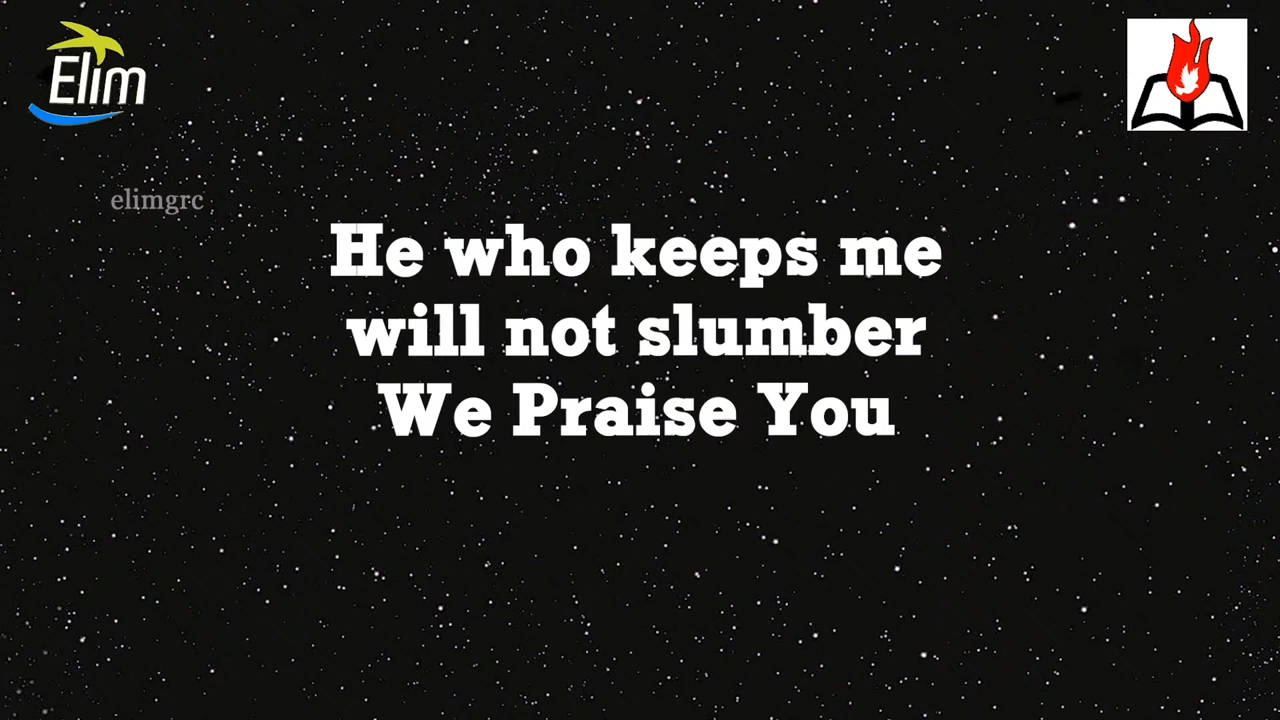 Elim
elimgrc
He who keeps me
will not slumber
We Praise You